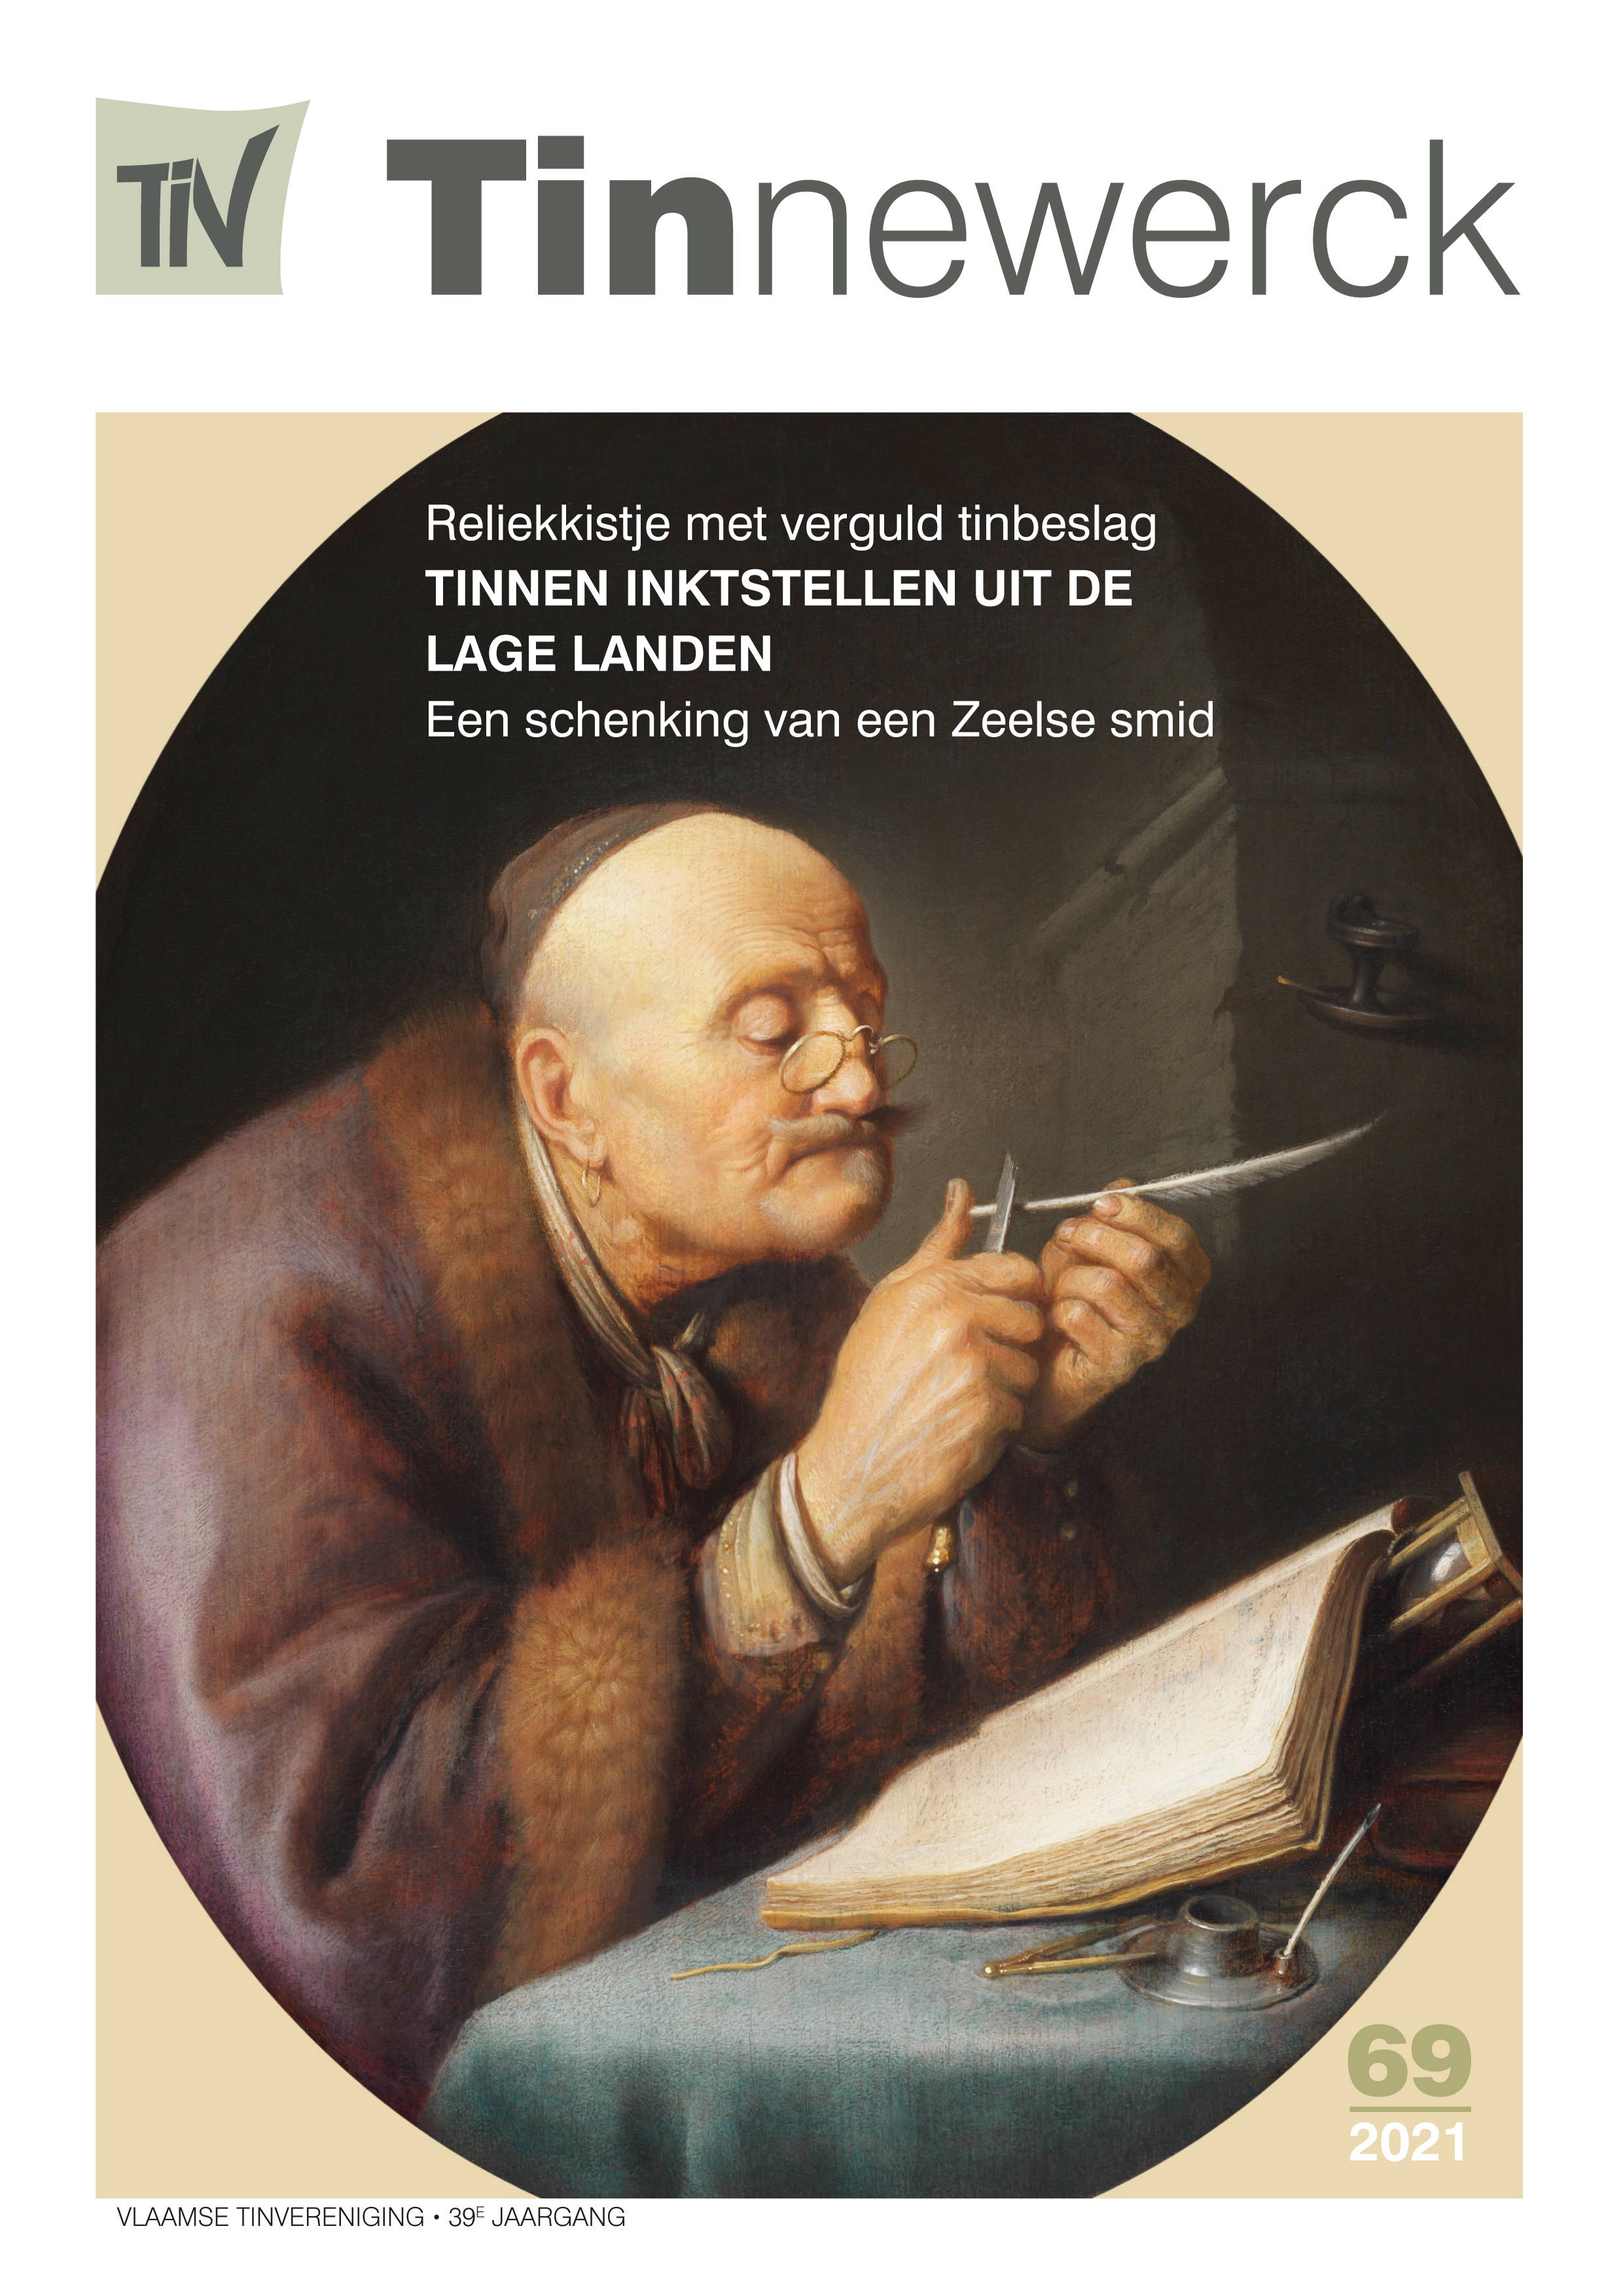 TiN
Tinnewerck
Reliekkistje met verguld tinbeslag
TINNEN INKTSTELLEN UIT DE
LAGE LANDEN
Een schenking van een Zeelse smid
69
2021
VLAAMSE TINVERENIGING • 39E JAARGANG